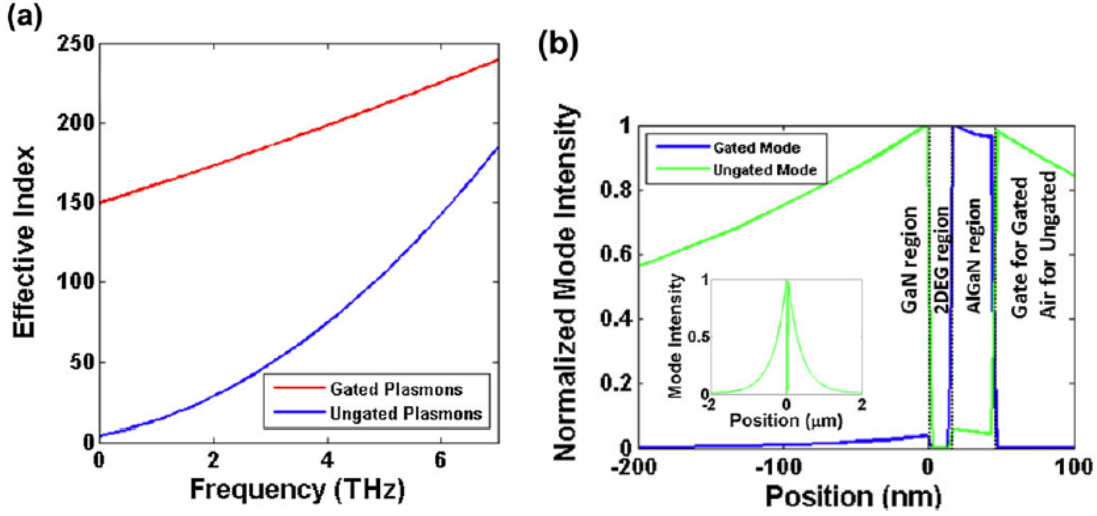 (a)
250
200
150
100
50
0
Effective Index
Gated Plasmons
Ungated Plasmons
0
2
4
6
Frequency (THz)
(b)
Normalized Mode Intensity
1
0.8
0.6
0.4
0.2
0
Gated Mode
Ungated Mode
GaN region
2DEG region
AlGaN region
Gate for Gated
Air for Ungated
Mode Intensity
1
0.5
0
-2
0
2
Position (μm)
-200
-100
0
100
Position (nm)